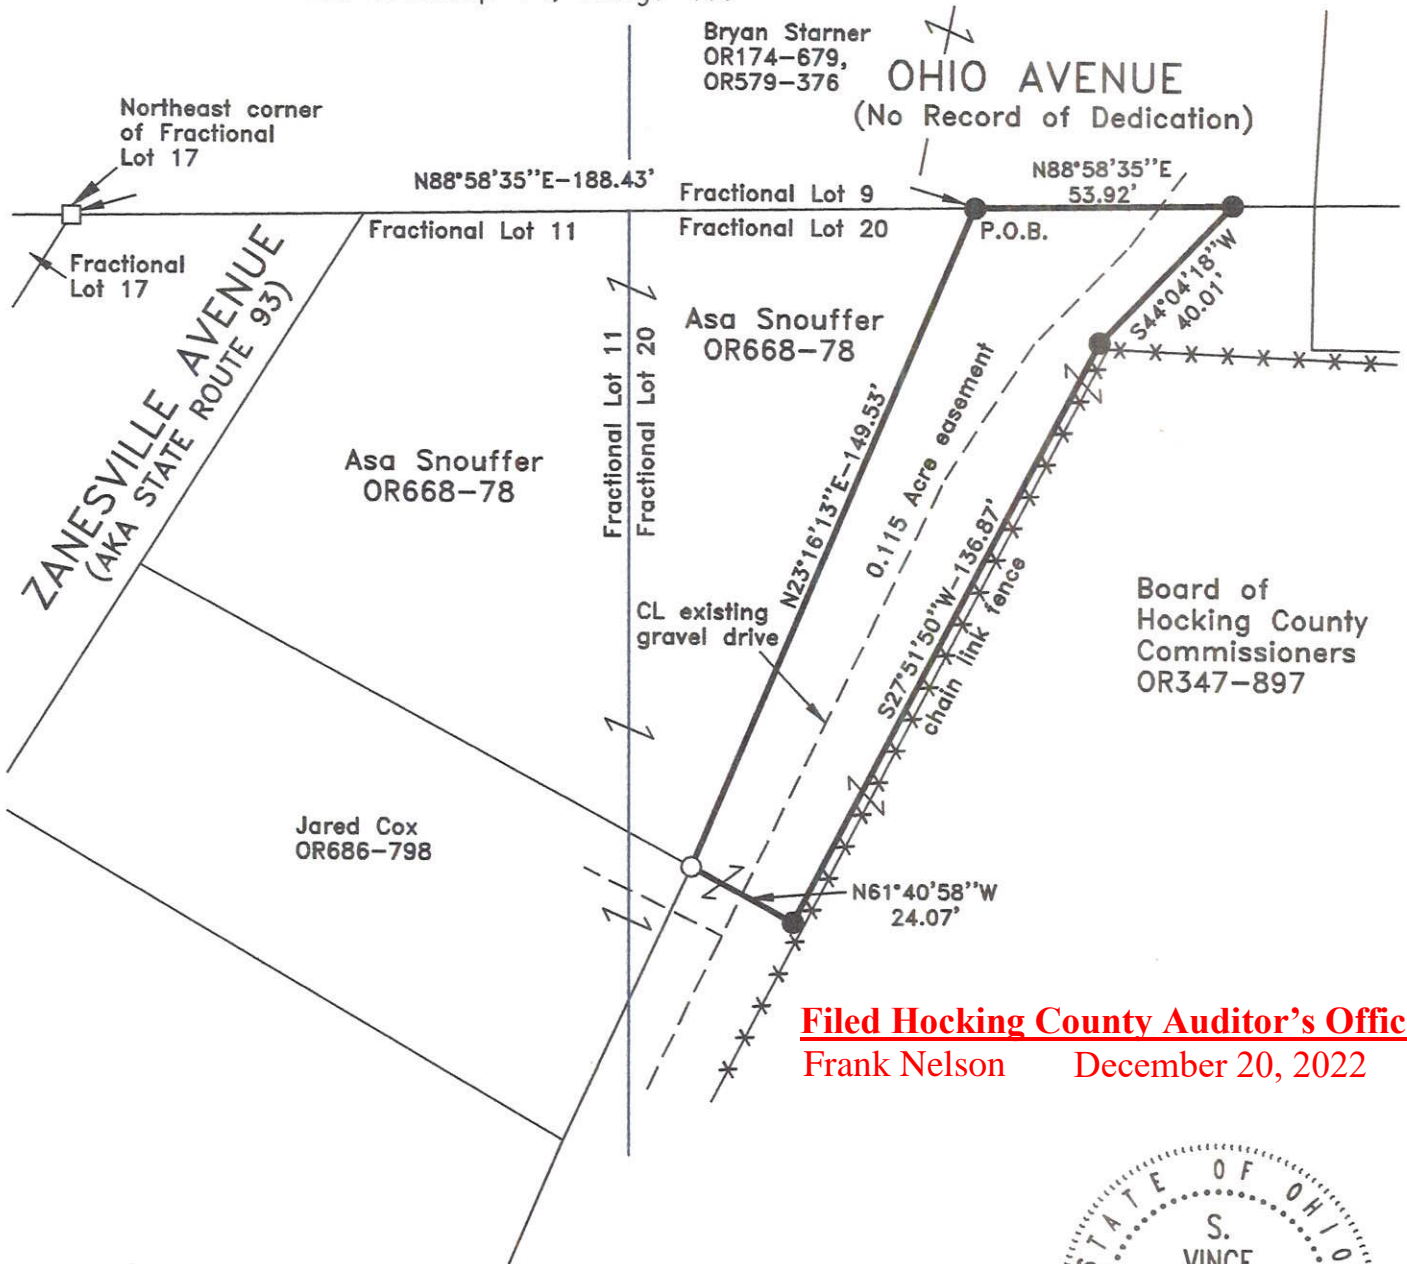 Bryan Starner
OR174-679,
OR579-376
OHIO AVENUE
(No Record of Dedication)
Northeast corner
of Fractional
Lot 17
N88°58'35''E-188.43'
Fractional Lot 9
N88°58'35''E
53.92'
Fractional Lot 11
Fractional Lot 20
P.O.B.
Fractional
Lot 17
S44°04'18''W
40.01'
ZANESVILLE AVENUE
(AKA STATE ROUTE 93)
Asa Snouffer
OR668-78
Fractional Lot 11
Fractional Lot 20
Asa Snouffer
OR668-78
N23°16'13''E-149.53'
0.115 Acre easement
S27°51'50''W-136.87'
chain link fence
CL existing
gravel drive
Board of
Hocking County
Commissioners
OR347-897
Jared Cox
OR686-798
N61°40'58''W
24.07'
Filed Hocking County Auditor's Offic
Frank Nelson December 20, 2022
STATE OF OHIO
S.
VINCE